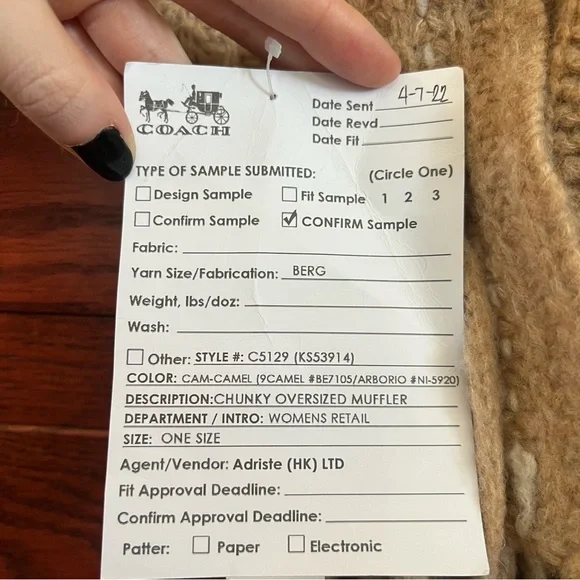 COACH
Date Sent 4-7-22
Date Revd
Date Fit
TYPE OF SAMPLE SUBMITTED: (Circle One)
Design Sample Fit Sample 1 2 3
Confirm Sample CONFIRM Sample
Fabric:
Yarn Size/Fabrication: BERG
Weight, lbs/doz:
Wash:
Other: STYLE #: C5129 (KS53914)
COLOR: CAM-CAMEL (9CAMEL #BE7105/ARBORIO #NI-5920)
DESCRIPTION:CHUNKY OVERSIZED MUFFLER
DEPARTMENT / INTRO: WOMENS RETAIL
SIZE: ONE SIZE
Agent/Vendor: Adriste (HK) LTD
Fit Approval Deadline:
Confirm Approval Deadline:
Patter: Paper Electronic